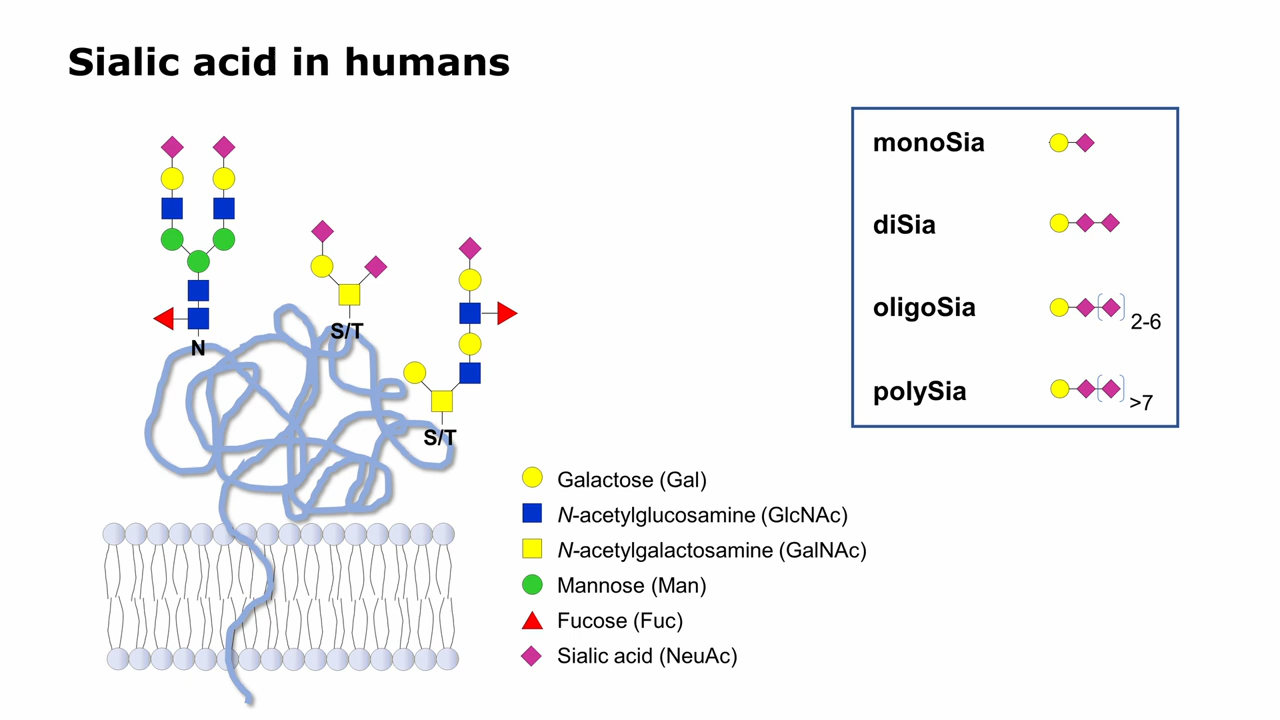 Sialic acid in humans
N
S/T
S/T
monoSia
diSia
oligoSia
2-6
polySia
>7
Galactose (Gal)
N-acetylglucosamine (GlcNAc)
N-acetylgalactosamine (GalNAc)
Mannose (Man)
Fucose (Fuc)
Sialic acid (NeuAc)